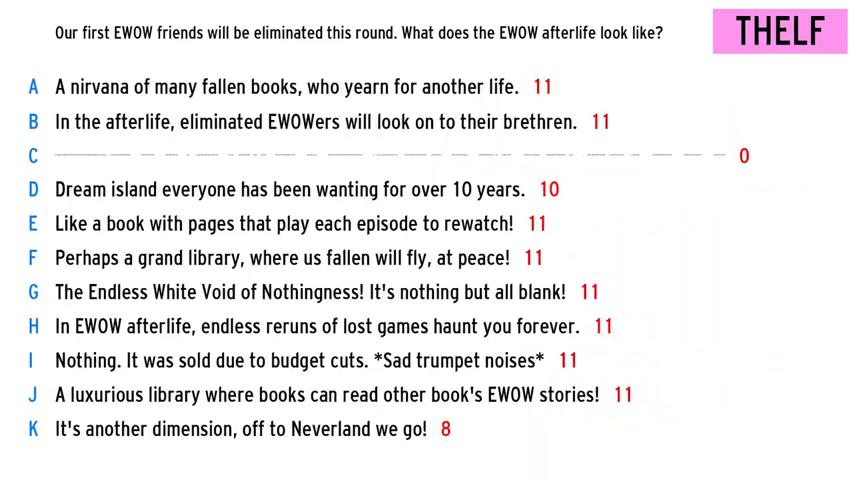 Our first EWOW friends will be eliminated this round. What does the EWOW afterlife look like?
THELF
A A nirvana of many fallen books, who yearn for another life. 11
B In the afterlife, eliminated EWOWers will look on to their brethren. 11
C 0
D Dream island everyone has been wanting for over 10 years. 10
E Like a book with pages that play each episode to rewatch! 11
F Perhaps a grand library, where us fallen will fly, at peace! 11
G The Endless White Void of Nothingness! It's nothing but all blank! 11
H In EWOW afterlife, endless reruns of lost games haunt you forever. 11
I Nothing. It was sold due to budget cuts. *Sad trumpet noises* 11
J A luxurious library where books can read other book's EWOW stories! 11
K It's another dimension, off to Neverland we go! 8